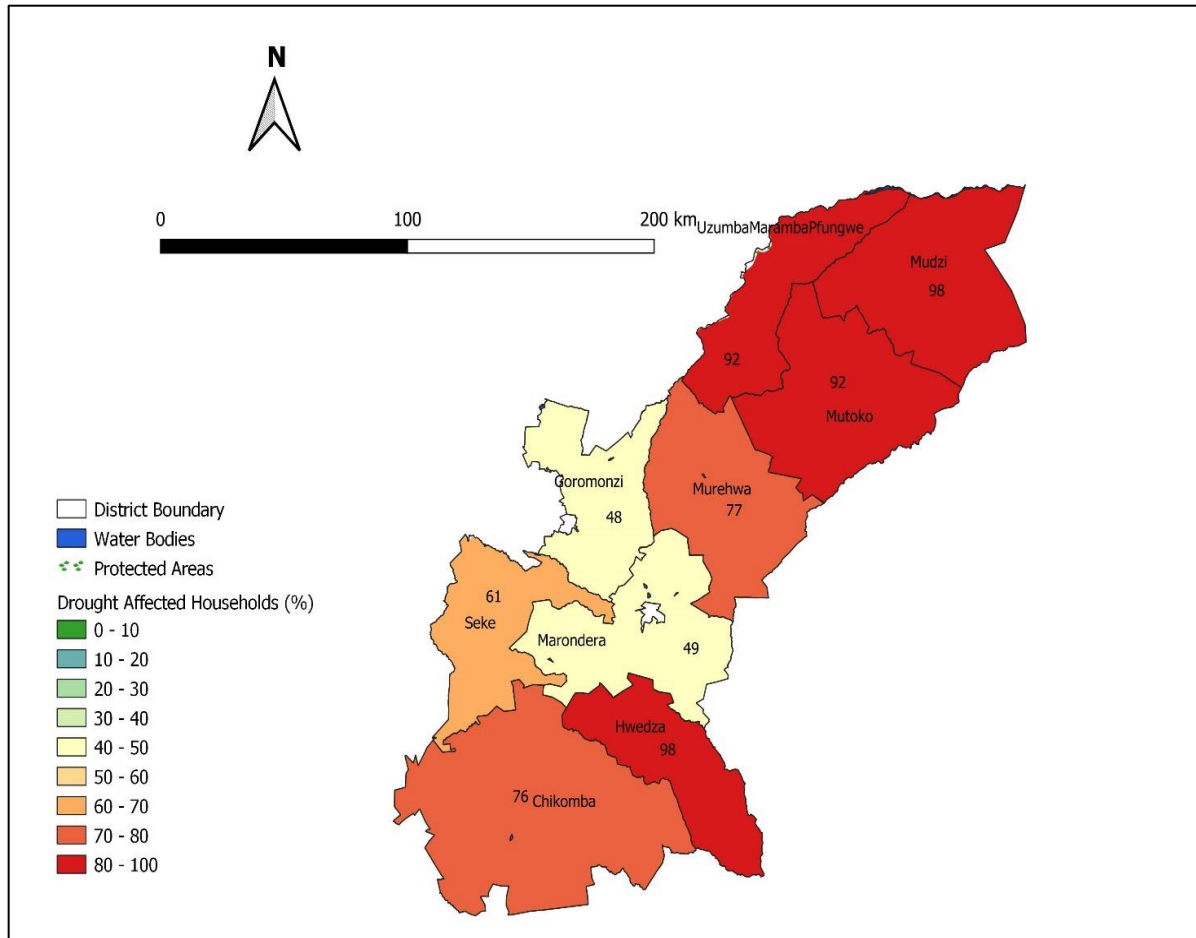 N
0 100 200 km
UzumbaMarambaPfungwe
Mudzi
98
92
92
Mutoko
Goromonzi
48
Murehwa
77
61
Seke
Marondera
49
Hwedza
98
76 Chikomba
District Boundary
Water Bodies
Protected Areas
Drought Affected Households (%)
0 - 10
10 - 20
20 - 30
30 - 40
40 - 50
50 - 60
60 - 70
70 - 80
80 - 100